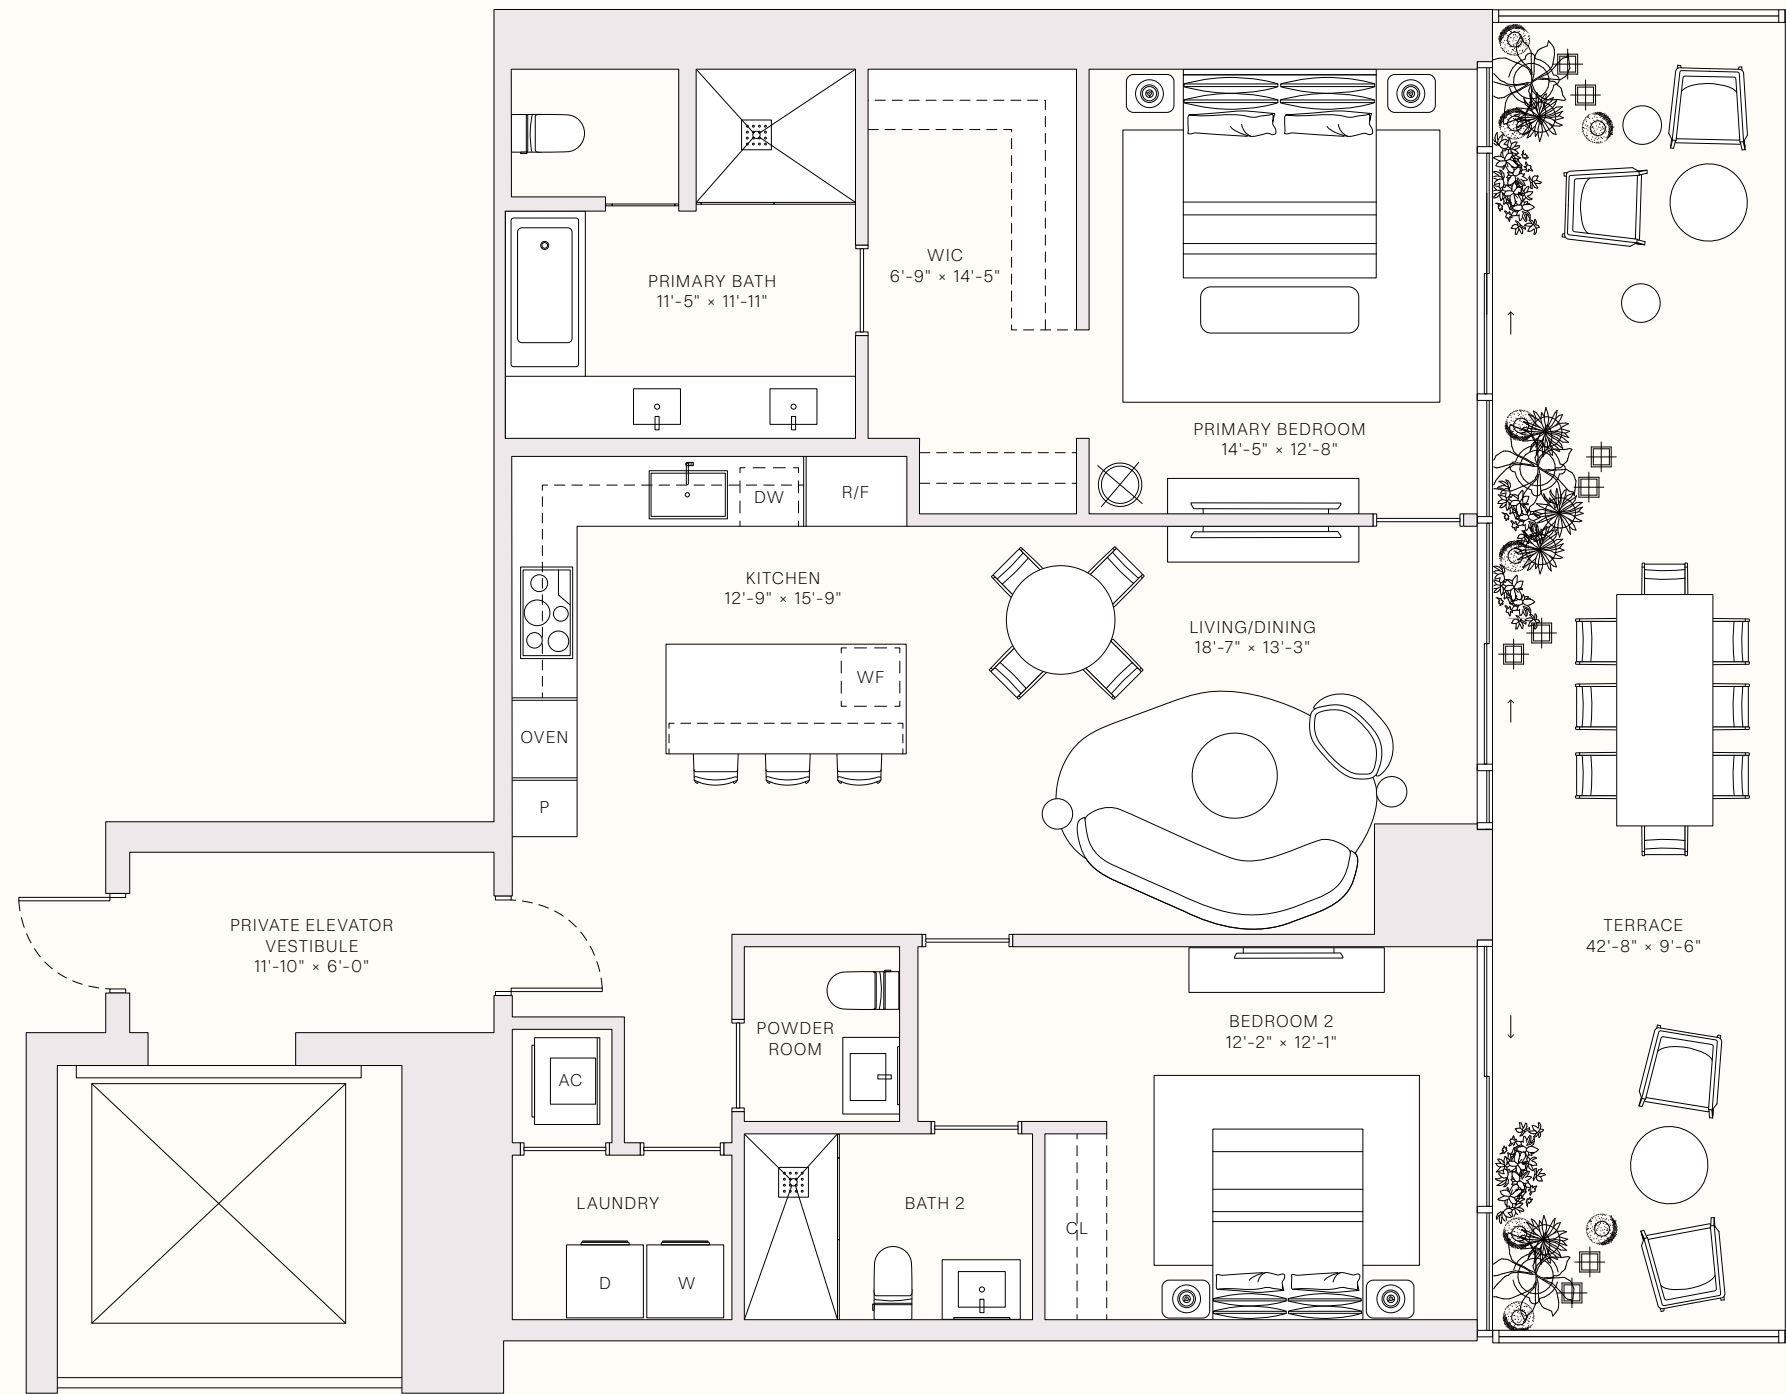 WIC
6'-9" × 14'-5"
PRIMARY BATH
11'-5" × 11'-11"
PRIMARY BEDROOM
14'-5" × 12'-8"
DW
R/F
KITCHEN
12'-9" × 15'-9"
LIVING/DINING
18'-7" × 13'-3"
WF
OVEN
P
PRIVATE ELEVATOR
VESTIBULE
11'-10" × 6'-0"
TERRACE
42'-8" × 9'-6"
POWDER
ROOM
BEDROOM 2
12'-2" × 12'-1"
AC
LAUNDRY
BATH 2
CL
D
W